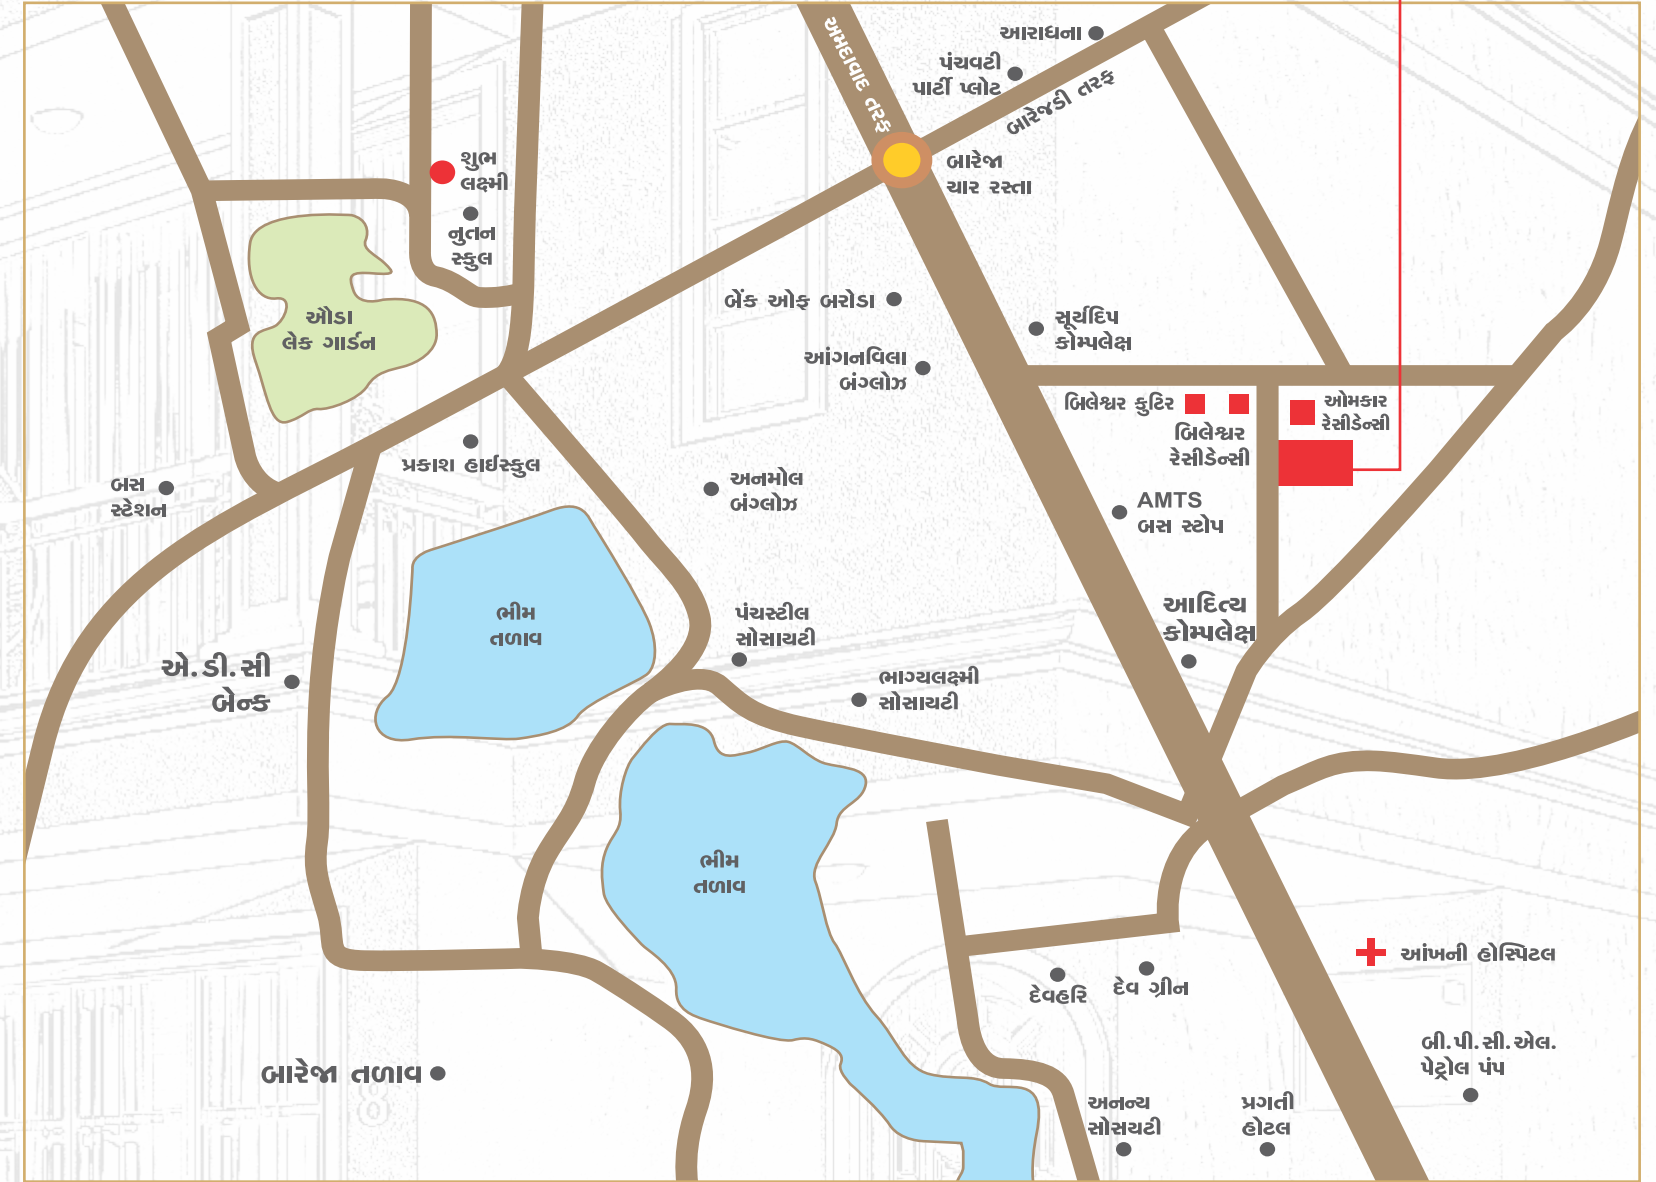 આરાધના
પંચવટી
પાર્ટી પ્લોટ
અમદાવાદ તરફ
બારેજડી તરફ
બારેજા
ચાર રસ્તા
શુભ
લક્ષ્મી
નુતન
સ્કુલ
ઔડા
લેક ગાર્ડન
બેંક ઓફ બરોડા
સૂર્યદિપ
કોમ્પલેક્ષ
આંગનવિલા
બંગ્લોઝ
બિલેશ્વર કુટિર
ઓમકાર
રેસીડેન્સી
બિલેશ્વર
રેસીડેન્સી
પ્રકાશ હાઈસ્કુલ
બસ
સ્ટેશન
અનમોલ
બંગ્લોઝ
AMTS
બસ સ્ટોપ
ભીમ
તળાવ
પંચસ્ટીલ
સોસાયટી
આદિત્ય
કોમ્પલેક્ષ
એ.ડી.સી
બેન્ક
ભાગ્યલક્ષ્મી
સોસાયટી
ભીમ
તળાવ
આંખની હોસ્પિટલ
દેવહરિ
દેવ ગ્રીન
બી.પી.સી.એલ.
પેટ્રોલ પંપ
બારેજા તળાવ
અનન્ય
સોસયટી
પ્રગતી
હોટલ
8